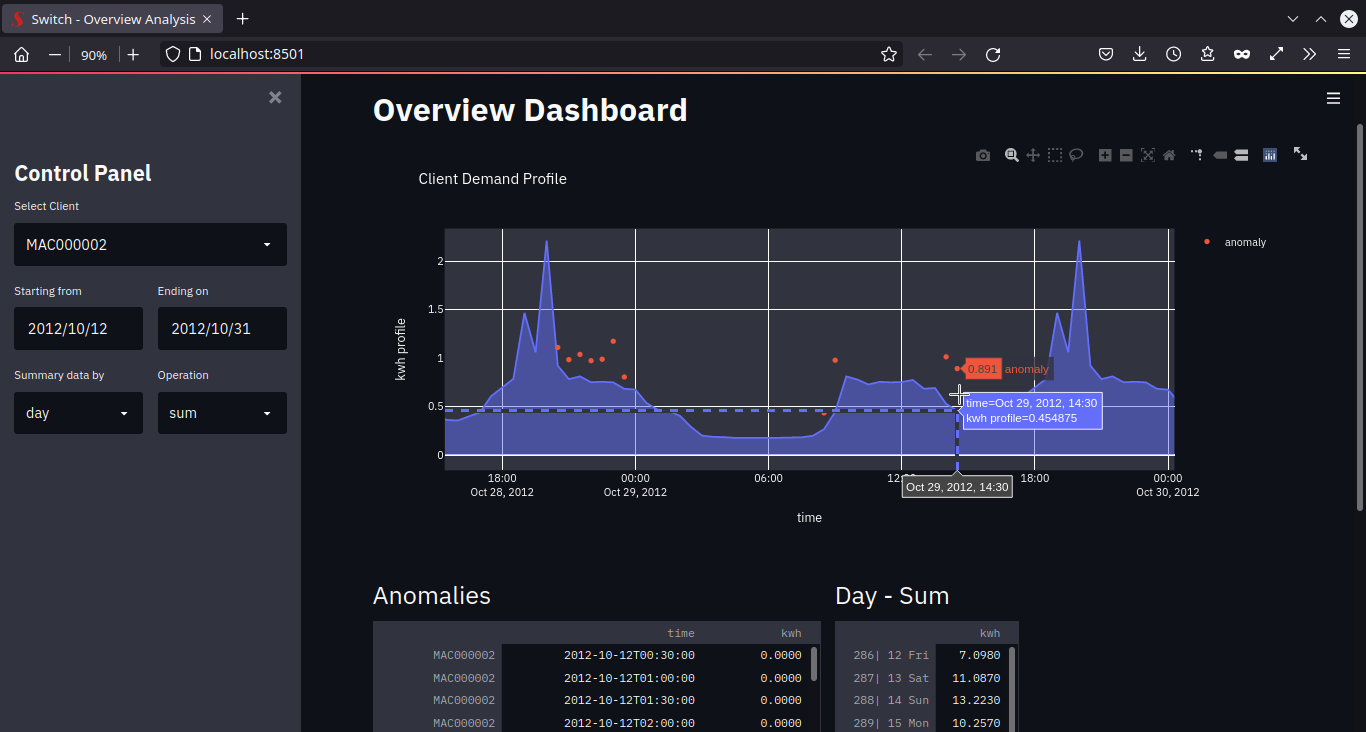 Switch - Overview Analysis
90%
localhost:8501
Overview Dashboard
Control Panel
Select Client
MAC000002
Starting from
Ending on
2012/10/12
2012/10/31
Summary data by
Operation
day
sum
Client Demand Profile
anomaly
kwh profile
2
1.5
1
0.5
0
0.891 anomaly
time=Oct 29, 2012, 14:30
kwh profile=0.454875
18:00
Oct 28, 2012
00:00
Oct 29, 2012
06:00
Oct 29, 2012, 14:30
18:00
00:00
Oct 30, 2012
time
Anomalies
time kwh
MAC000002 2012-10-12T00:30:00 0.0000
MAC000002 2012-10-12T01:00:00 0.0000
MAC000002 2012-10-12T01:30:00 0.0000
MAC000002 2012-10-12T02:00:00 0.0000
Day - Sum
kwh
286| 12 Fri 7.0980
287| 13 Sat 11.0870
288| 14 Sun 13.2230
289| 15 Mon 10.2570